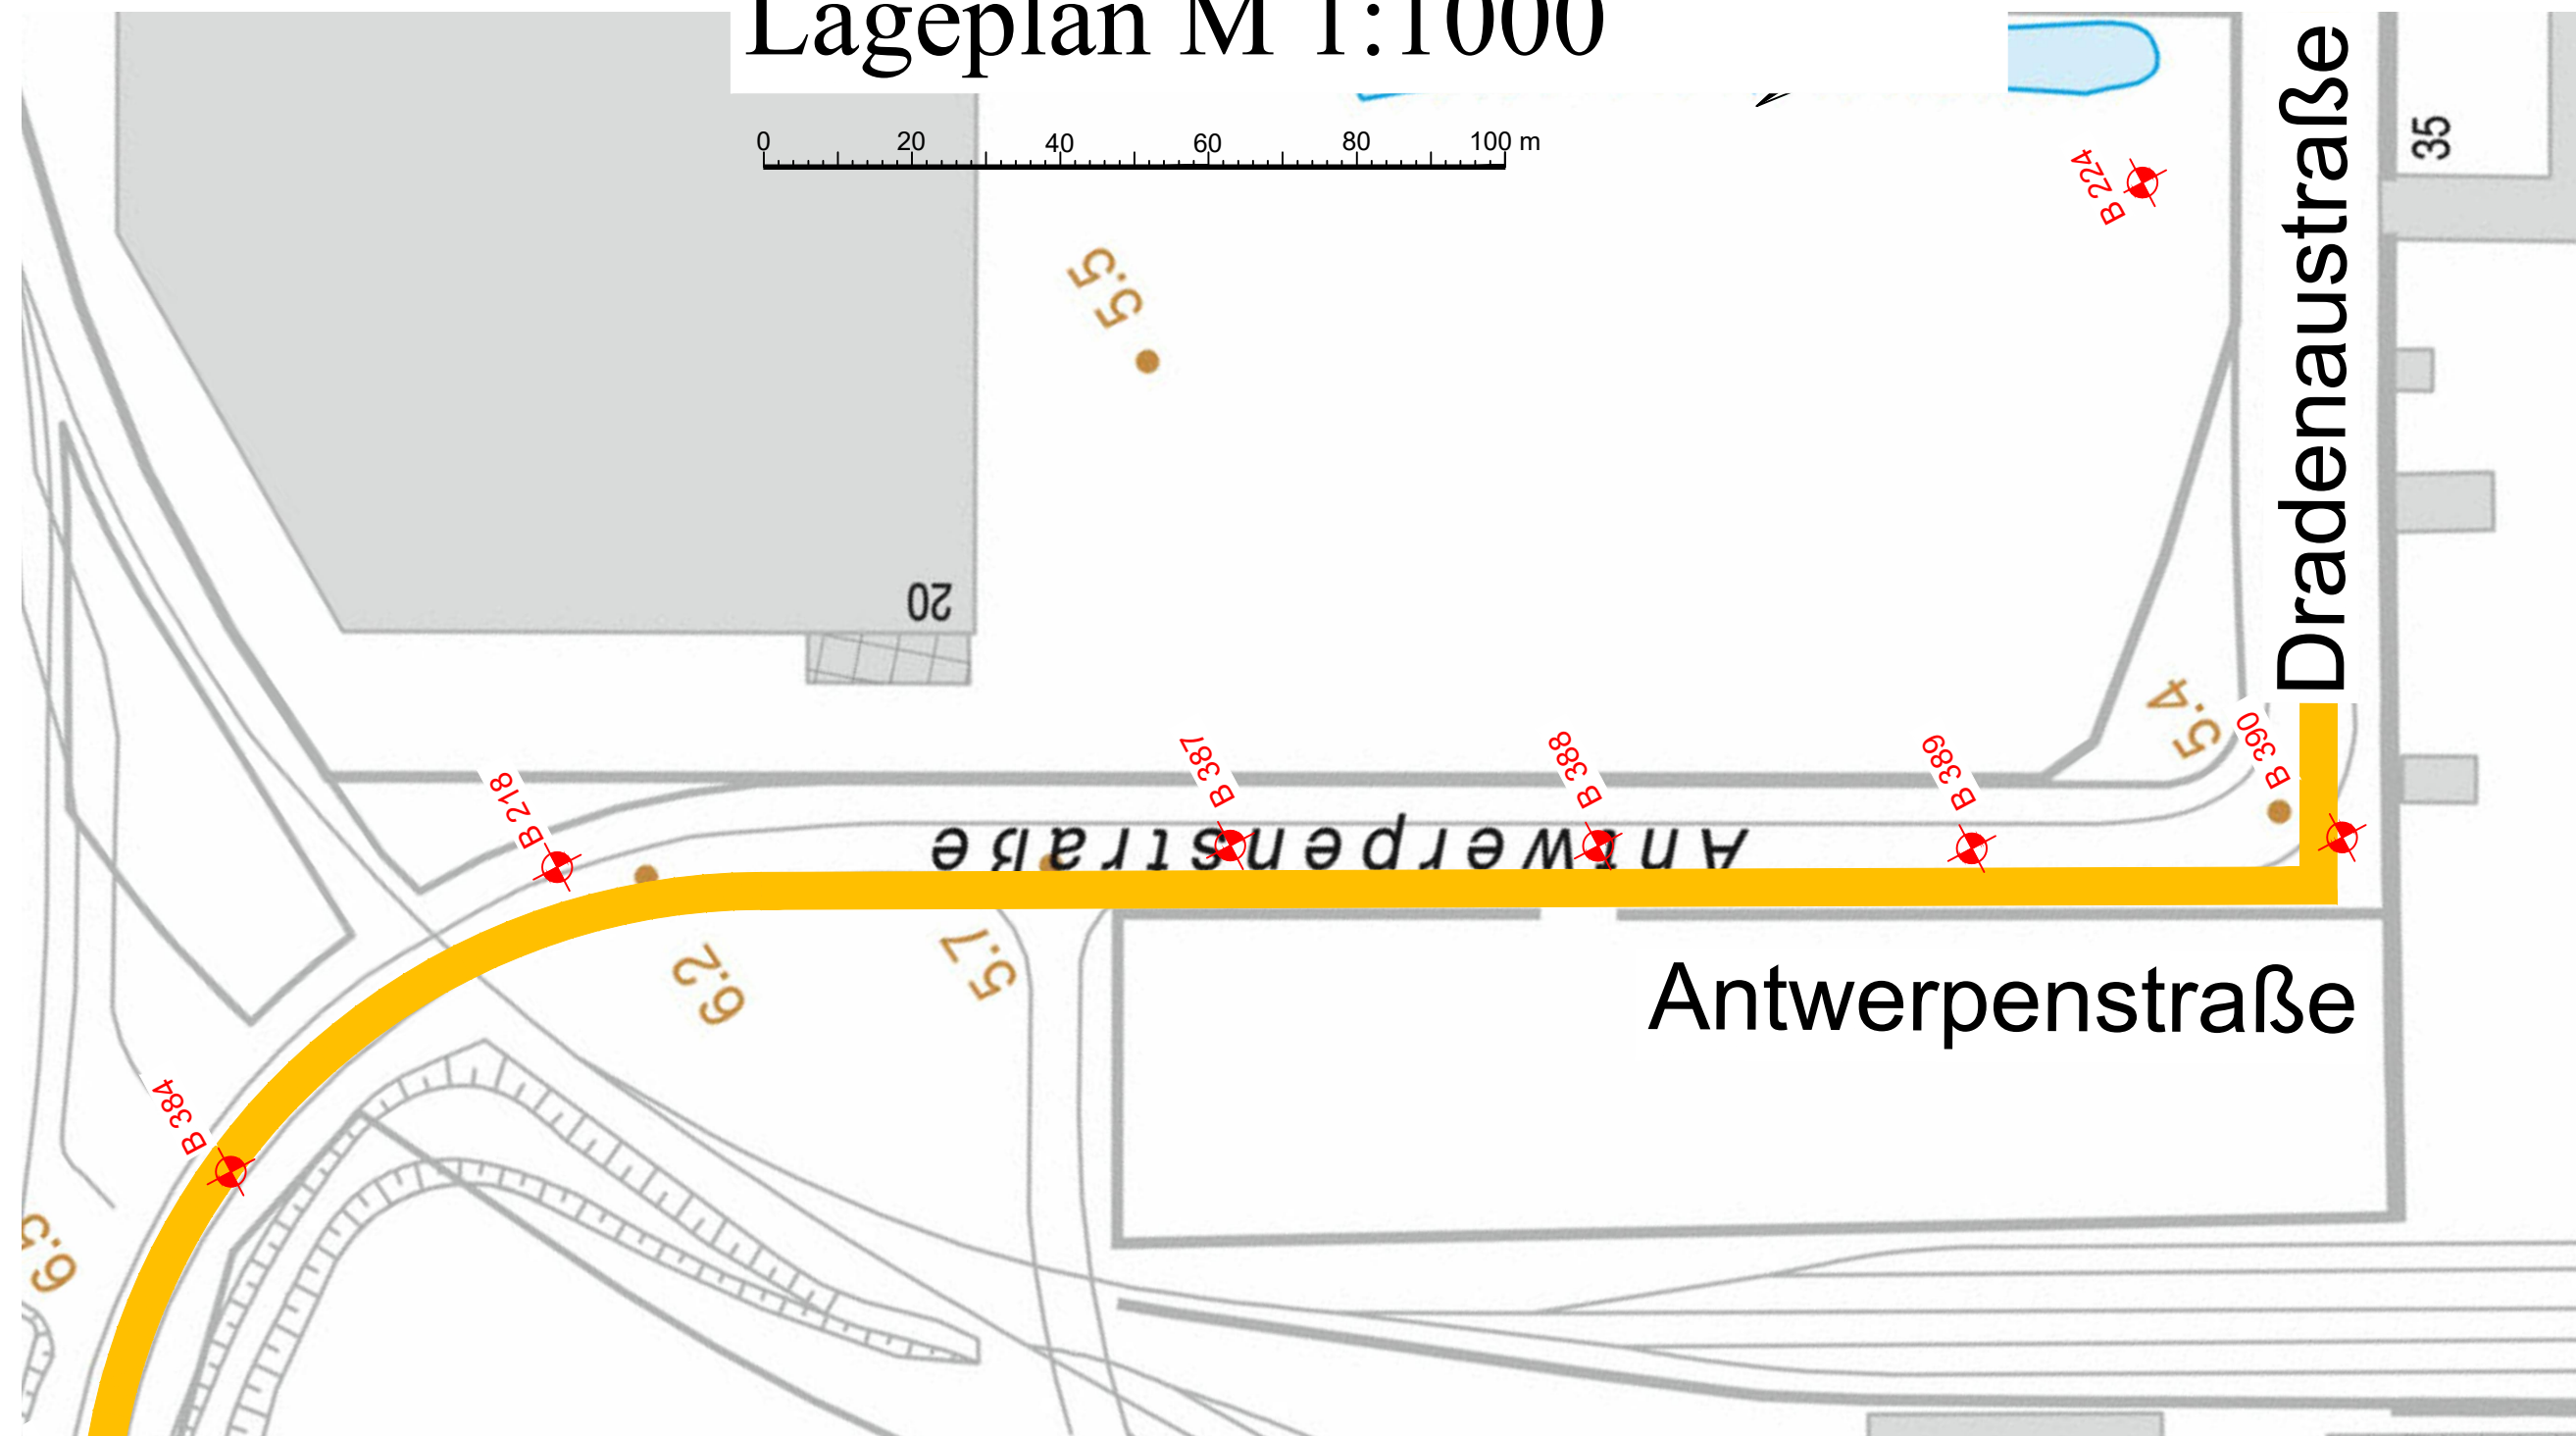 Lageplan M 1:1000
0 20 40 60 80 100 m
Dradenaustraße
35
B 224
5.5
20
5.4
B 390
B 387
B 388
B 389
B 218
Antwerpenstraße
6.2
5.7
Antwerpenstraße
B 384
6.5